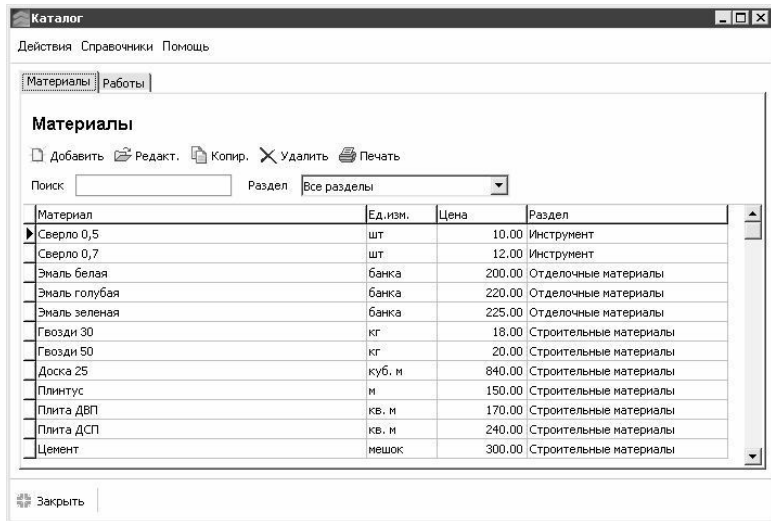 Каталог
Действия Справочники Помощь
Материалы Работы
Материалы
Добавить Редакт. Копир. Удалить Печать
Поиск Раздел Все разделы
Материал Ед.изм. Цена Раздел
Сверло 0,5 шт 10.00 Инструмент
Сверло 0,7 шт 12.00 Инструмент
Эмаль белая банка 200.00 Отделочные материалы
Эмаль голубая банка 220.00 Отделочные материалы
Эмаль зеленая банка 225.00 Отделочные материалы
Гвозди 30 кг 18.00 Строительные материалы
Гвозди 50 кг 20.00 Строительные материалы
Доска 25 куб. м 840.00 Строительные материалы
Плинтус м 150.00 Строительные материалы
Плита ДВП кв. м 170.00 Строительные материалы
Плита ДСП кв. м 240.00 Строительные материалы
Цемент мешок 300.00 Строительные материалы
Закрыть